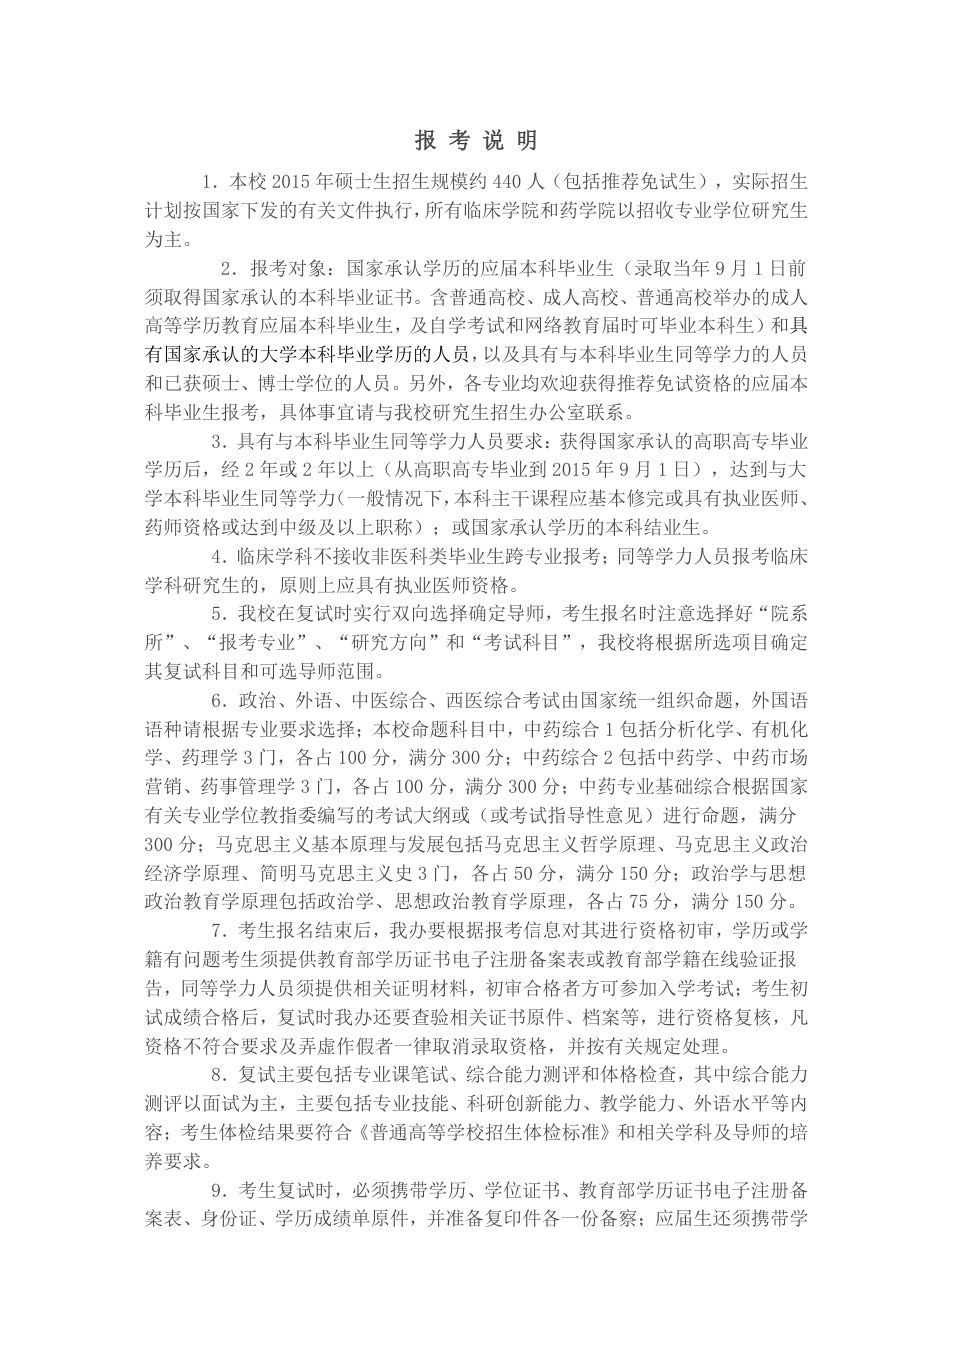 报 考 说 明
1．本校 2015 年硕士生招生规模约 440 人（包括推荐免试生），实际招生
计划按国家下发的有关文件执行，所有临床学院和药学院以招收专业学位研究生
为主。
2．报考对象：国家承认学历的应届本科毕业生（录取当年 9 月 1 日前
须取得国家承认的本科毕业证书。含普通高校、成人高校、普通高校举办的成人
高等学历教育应届本科毕业生，及自学考试和网络教育届时可毕业本科生）和具
有国家承认的大学本科毕业学历的人员，以及具有与本科毕业生同等学力的人员
和已获硕士、博士学位的人员。另外，各专业均欢迎获得推荐免试资格的应届本
科毕业生报考，具体事宜请与我校研究生招生办公室联系。
3．具有与本科毕业生同等学力人员要求：获得国家承认的高职高专毕业
学历后，经 2 年或 2 年以上（从高职高专毕业到 2015 年 9 月 1 日），达到与大
学本科毕业生同等学力（一般情况下，本科主干课程应基本修完或具有执业医师、
药师资格或达到中级及以上职称）；或国家承认学历的本科结业生。
4．临床学科不接收非医科类毕业生跨专业报考；同等学力人员报考临床
学科研究生的，原则上应具有执业医师资格。
5．我校在复试时实行双向选择确定导师，考生报名时注意选择好“院系
所”、“报考专业”、“研究方向”和“考试科目”，我校将根据所选项目确定
其复试科目和可选导师范围。
6．政治、外语、中医综合、西医综合考试由国家统一组织命题，外国语
语种请根据专业要求选择；本校命题科目中，中药综合 1 包括分析化学、有机化
学、药理学 3 门，各占 100 分，满分 300 分；中药综合 2 包括中药学、中药市场
营销、药事管理学 3 门，各占 100 分，满分 300 分；中药专业基础综合根据国家
有关专业学位教指委编写的考试大纲或（或考试指导性意见）进行命题，满分
300 分；马克思主义基本原理与发展包括马克思主义哲学原理、马克思主义政治
经济学原理、简明马克思主义史 3 门，各占 50 分，满分 150 分；政治学与思想
政治教育学原理包括政治学、思想政治教育学原理，各占 75 分，满分 150 分。
7．考生报名结束后，我办要根据报考信息对其进行资格初审，学历或学
籍有问题考生须提供教育部学历证书电子注册备案表或教育部学籍在线验证报
告，同等学力人员须提供相关证明材料，初审合格者方可参加入学考试；考生初
试成绩合格后，复试时我办还要查验相关证书原件、档案等，进行资格复核，凡
资格不符合要求及弄虚作假者一律取消录取资格，并按有关规定处理。
8．复试主要包括专业课笔试、综合能力测评和体格检查，其中综合能力
测评以面试为主，主要包括专业技能、科研创新能力、教学能力、外语水平等内
容；考生体检结果要符合《普通高等学校招生体检标准》和相关学科及导师的培
养要求。
9．考生复试时，必须携带学历、学位证书、教育部学历证书电子注册备
案表、身份证、学历成绩单原件，并准备复印件各一份备察；应届生还须携带学